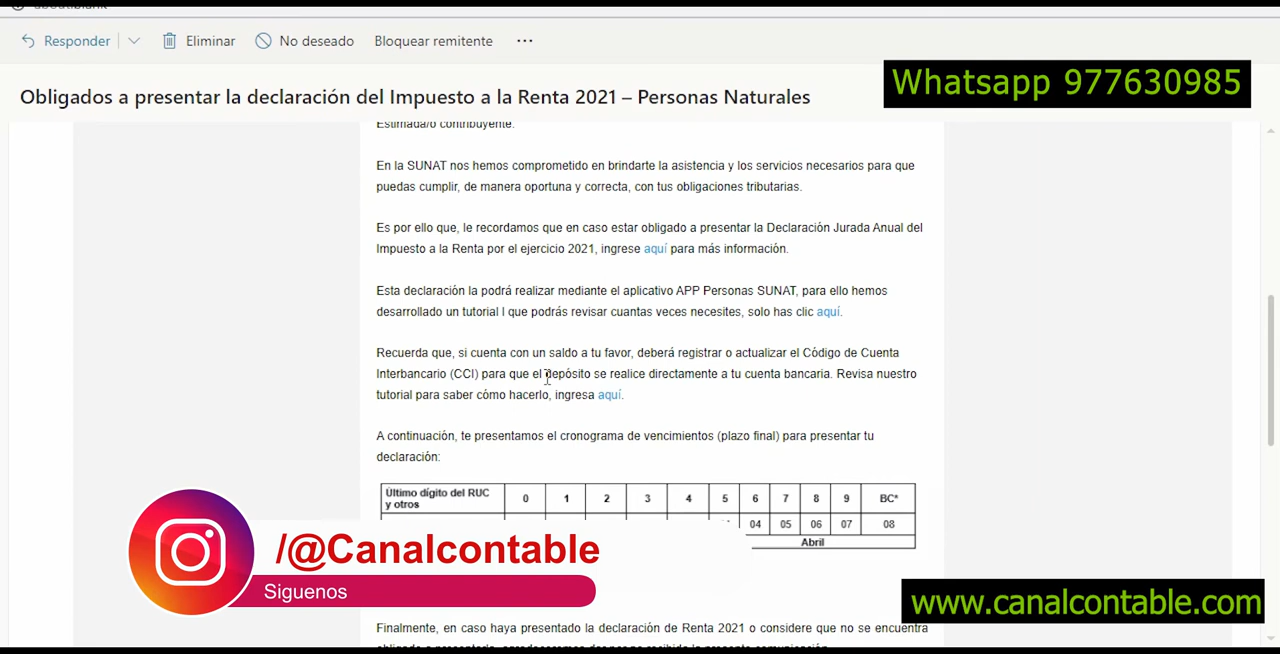 about:blank
Responder Eliminar No deseado Bloquear remitente ...
Obligados a presentar la declaración del Impuesto a la Renta 2021 – Personas Naturales
Whatsapp 977630985
Estimada/o contribuyente.
En la SUNAT nos hemos comprometido en brindarte la asistencia y los servicios necesarios para que
puedas cumplir, de manera oportuna y correcta, con tus obligaciones tributarias.
Es por ello que, le recordamos que en caso estar obligado a presentar la Declaración Jurada Anual del
Impuesto a la Renta por el ejercicio 2021, ingrese aquí para más información.
Esta declaración la podrá realizar mediante el aplicativo APP Personas SUNAT, para ello hemos
desarrollado un tutorial l que podrás revisar cuantas veces necesites, solo has clic aquí.
Recuerda que, si cuenta con un saldo a tu favor, deberá registrar o actualizar el Código de Cuenta
Interbancario (CCI) para que el depósito se realice directamente a tu cuenta bancaria. Revisa nuestro
tutorial para saber cómo hacerlo, ingresa aquí.
A continuación, te presentamos el cronograma de vencimientos (plazo final) para presentar tu
declaración:
Último dígito del RUC
y otros
0 1 2 3 4 5 6 7 8 9 BC*
04 05 06 07 08
Abril
/@Canalcontable
Siguenos
www.canalcontable.com
Finalmente, en caso haya presentado la declaración de Renta 2021 o considere que no se encuentra